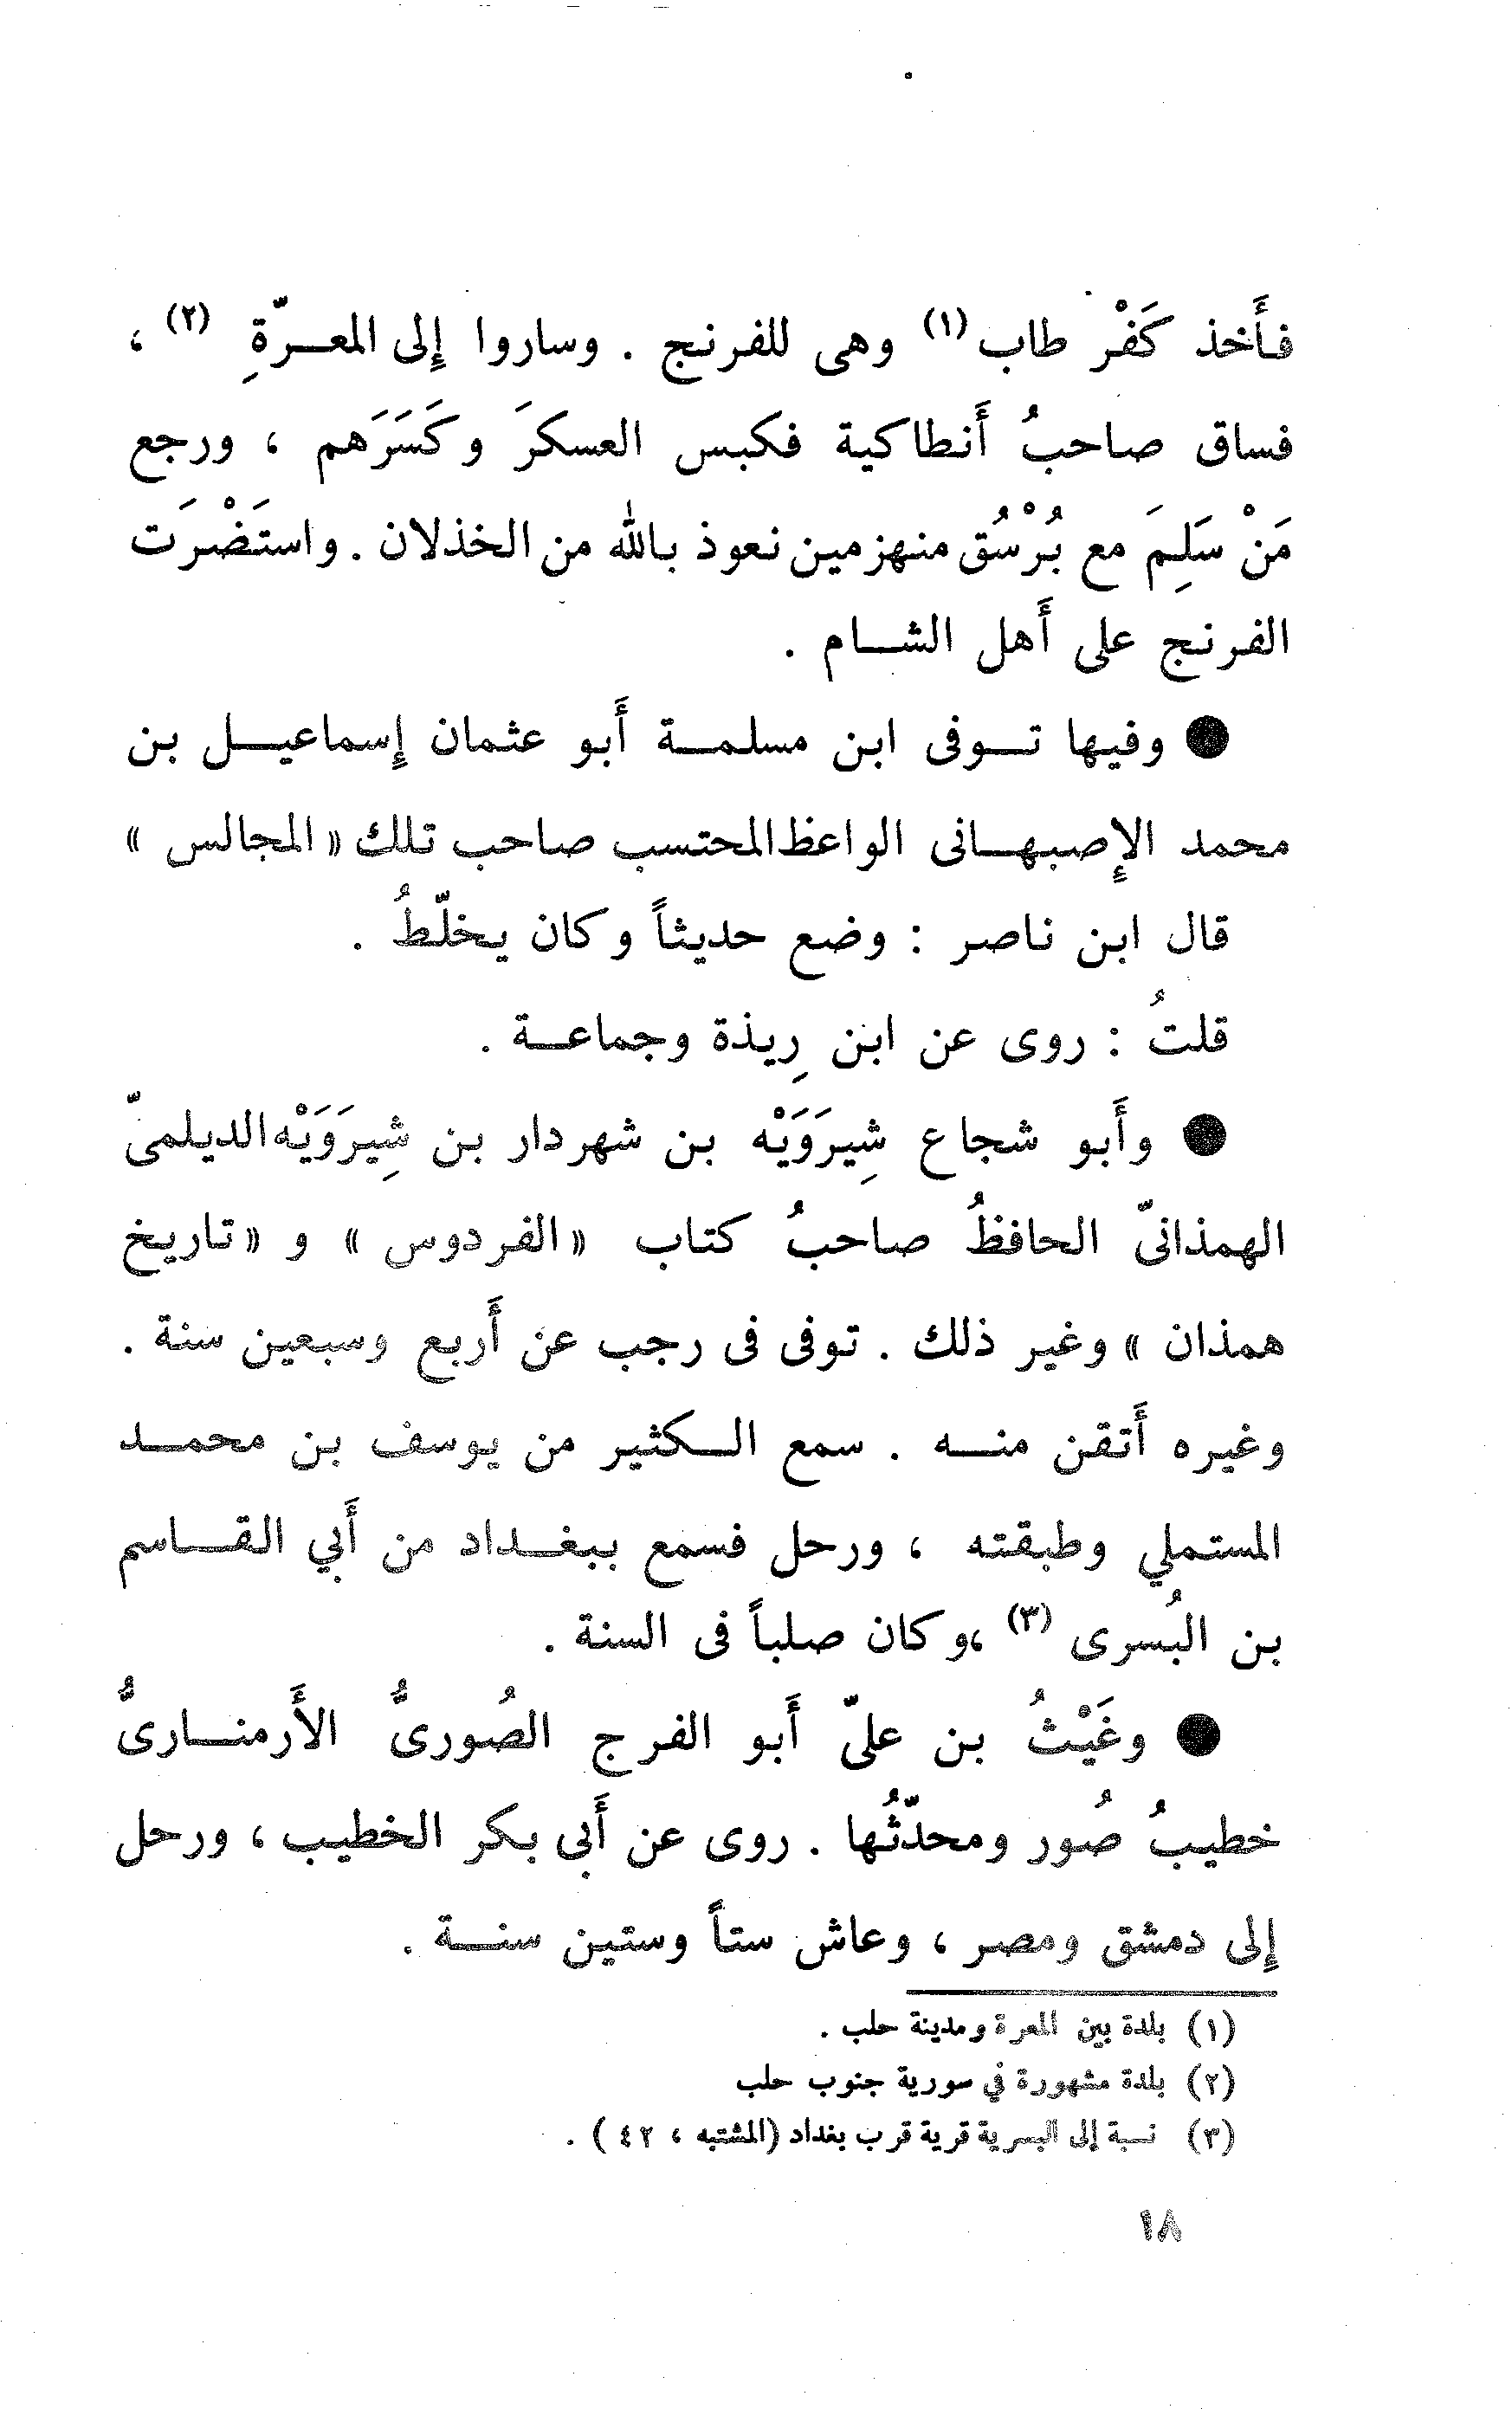 فأَخذ كَفْر طاب (١) وهى للفرنج . وساروا إِلى المعـرّةِ (٢) ،
فساق صاحبُ أَنطاكية فكبس العسكرَ وكَسَرَهم ، ورجع
مَنْ سَلِمَ مع بُرْسُق منهزمين نعوذ بالله من الخذلان . واستَضْرَت
الفرنج على أَهل الشـام .
● وفيها تـوفى ابن مسلمـة أَبو عثمان إِسماعيـل بن
محمد الإِصبهـانى الواعظ المحتسب صاحب تلك « المجالس »
قال ابن ناصر : وضع حديثاً وكان يخلّطُ .
قلتُ : روى عن ابن رِيذة وجماعـة .
● وأَبو شجاع شِيرَوَيْه بن شهردار بن شِيرَوَيْه الديلمىّ
الهمذانىّ الحافظُ صاحبُ كتاب « الفردوس » و « تاريخ
همذان » وغير ذلك . توفى فى رجب عن أَربع وسبعين سنة .
وغيره أَتقن منـه . سمع الـكثير من يوسف بن محمـد
المستملي وطبقته ، ورحل فسمع ببغـداد من أَبي القـاسم
بن البُسرى (٣) ،وكان صلباً فى السنة .
● وغَيْثُ بن علىّ أَبو الفرج الصُورىُّ الأَرمنـارىُّ
خطيبُ صُور ومحدّثُها . روى عن أَبى بكر الخطيب ، ورحل
إِلى دمشق ومصر ، وعاش ستاً وستين سنـة .
(١) بلدة بين المعرة ومدينة حلب .
(٢) بلدة مشهورة في سورية جنوب حلب
(٣) نسبة إلى البسرية قرية قرب بغداد (المشتبه ، ٤٢ ) .
١٨